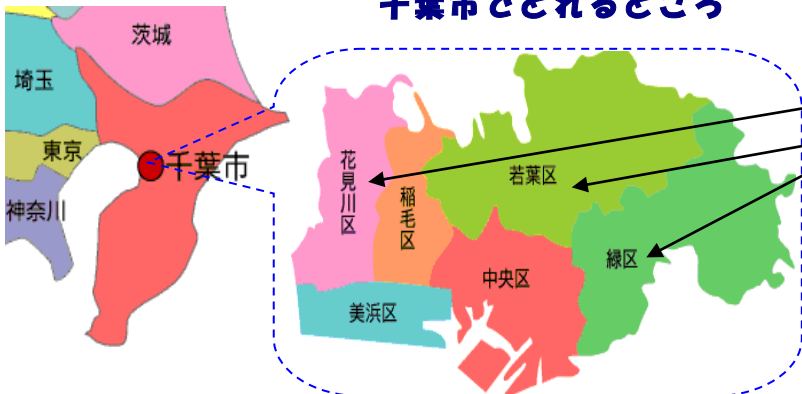 千葉市でとれるところ
茨城
埼玉
東京
千葉市
神奈川
花見川区
稲毛区
若葉区
緑区
中央区
美浜区